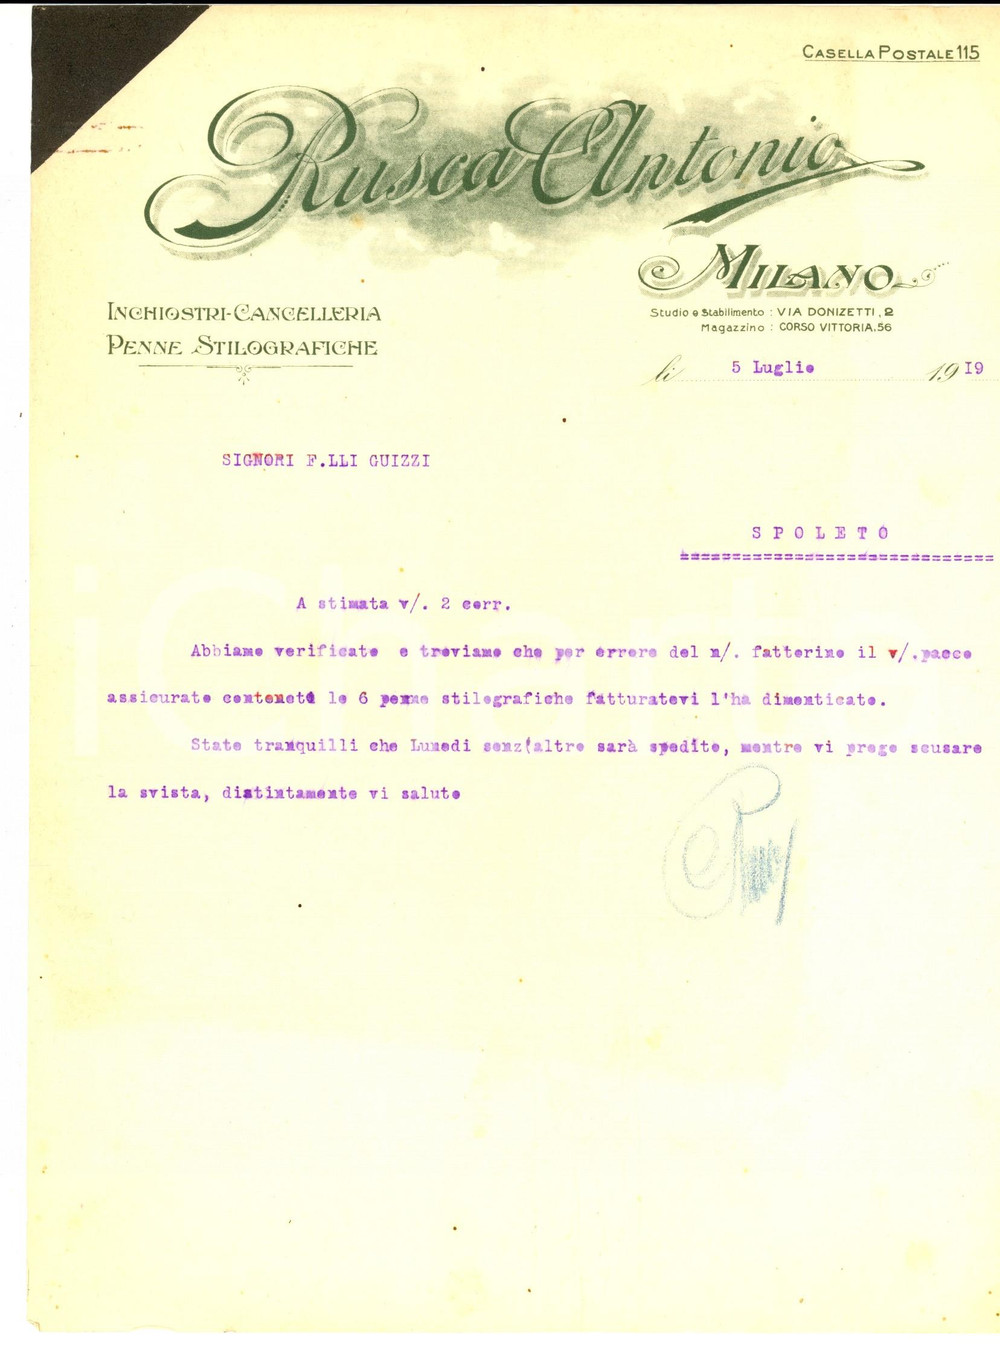 CASELLA POSTALE 115
Rusca Antonio
MILANO
INCHIOSTRI-CANCELLERIA
PENNE STILOGRAFICHE
Studio e Stabilimento : VIA DONIZETTI, 2
Magazzino : CORSO VITTORIA. 56
li 5 Luglio 1919
SIGNORI F.LLI GUIZZI
SPOLETO
A stimata v/. 2 corr.
Abbiamo verificato e troviamo che per errore del n/. fattorino il v/.pacco
assicurato contenet le 6 penne stilografiche fatturatevi l'ha dimenticato.
State tranquilli che Lunedi senz'altro sarà spedito, mentre vi prego scusare
la svista, distintamente vi saluto